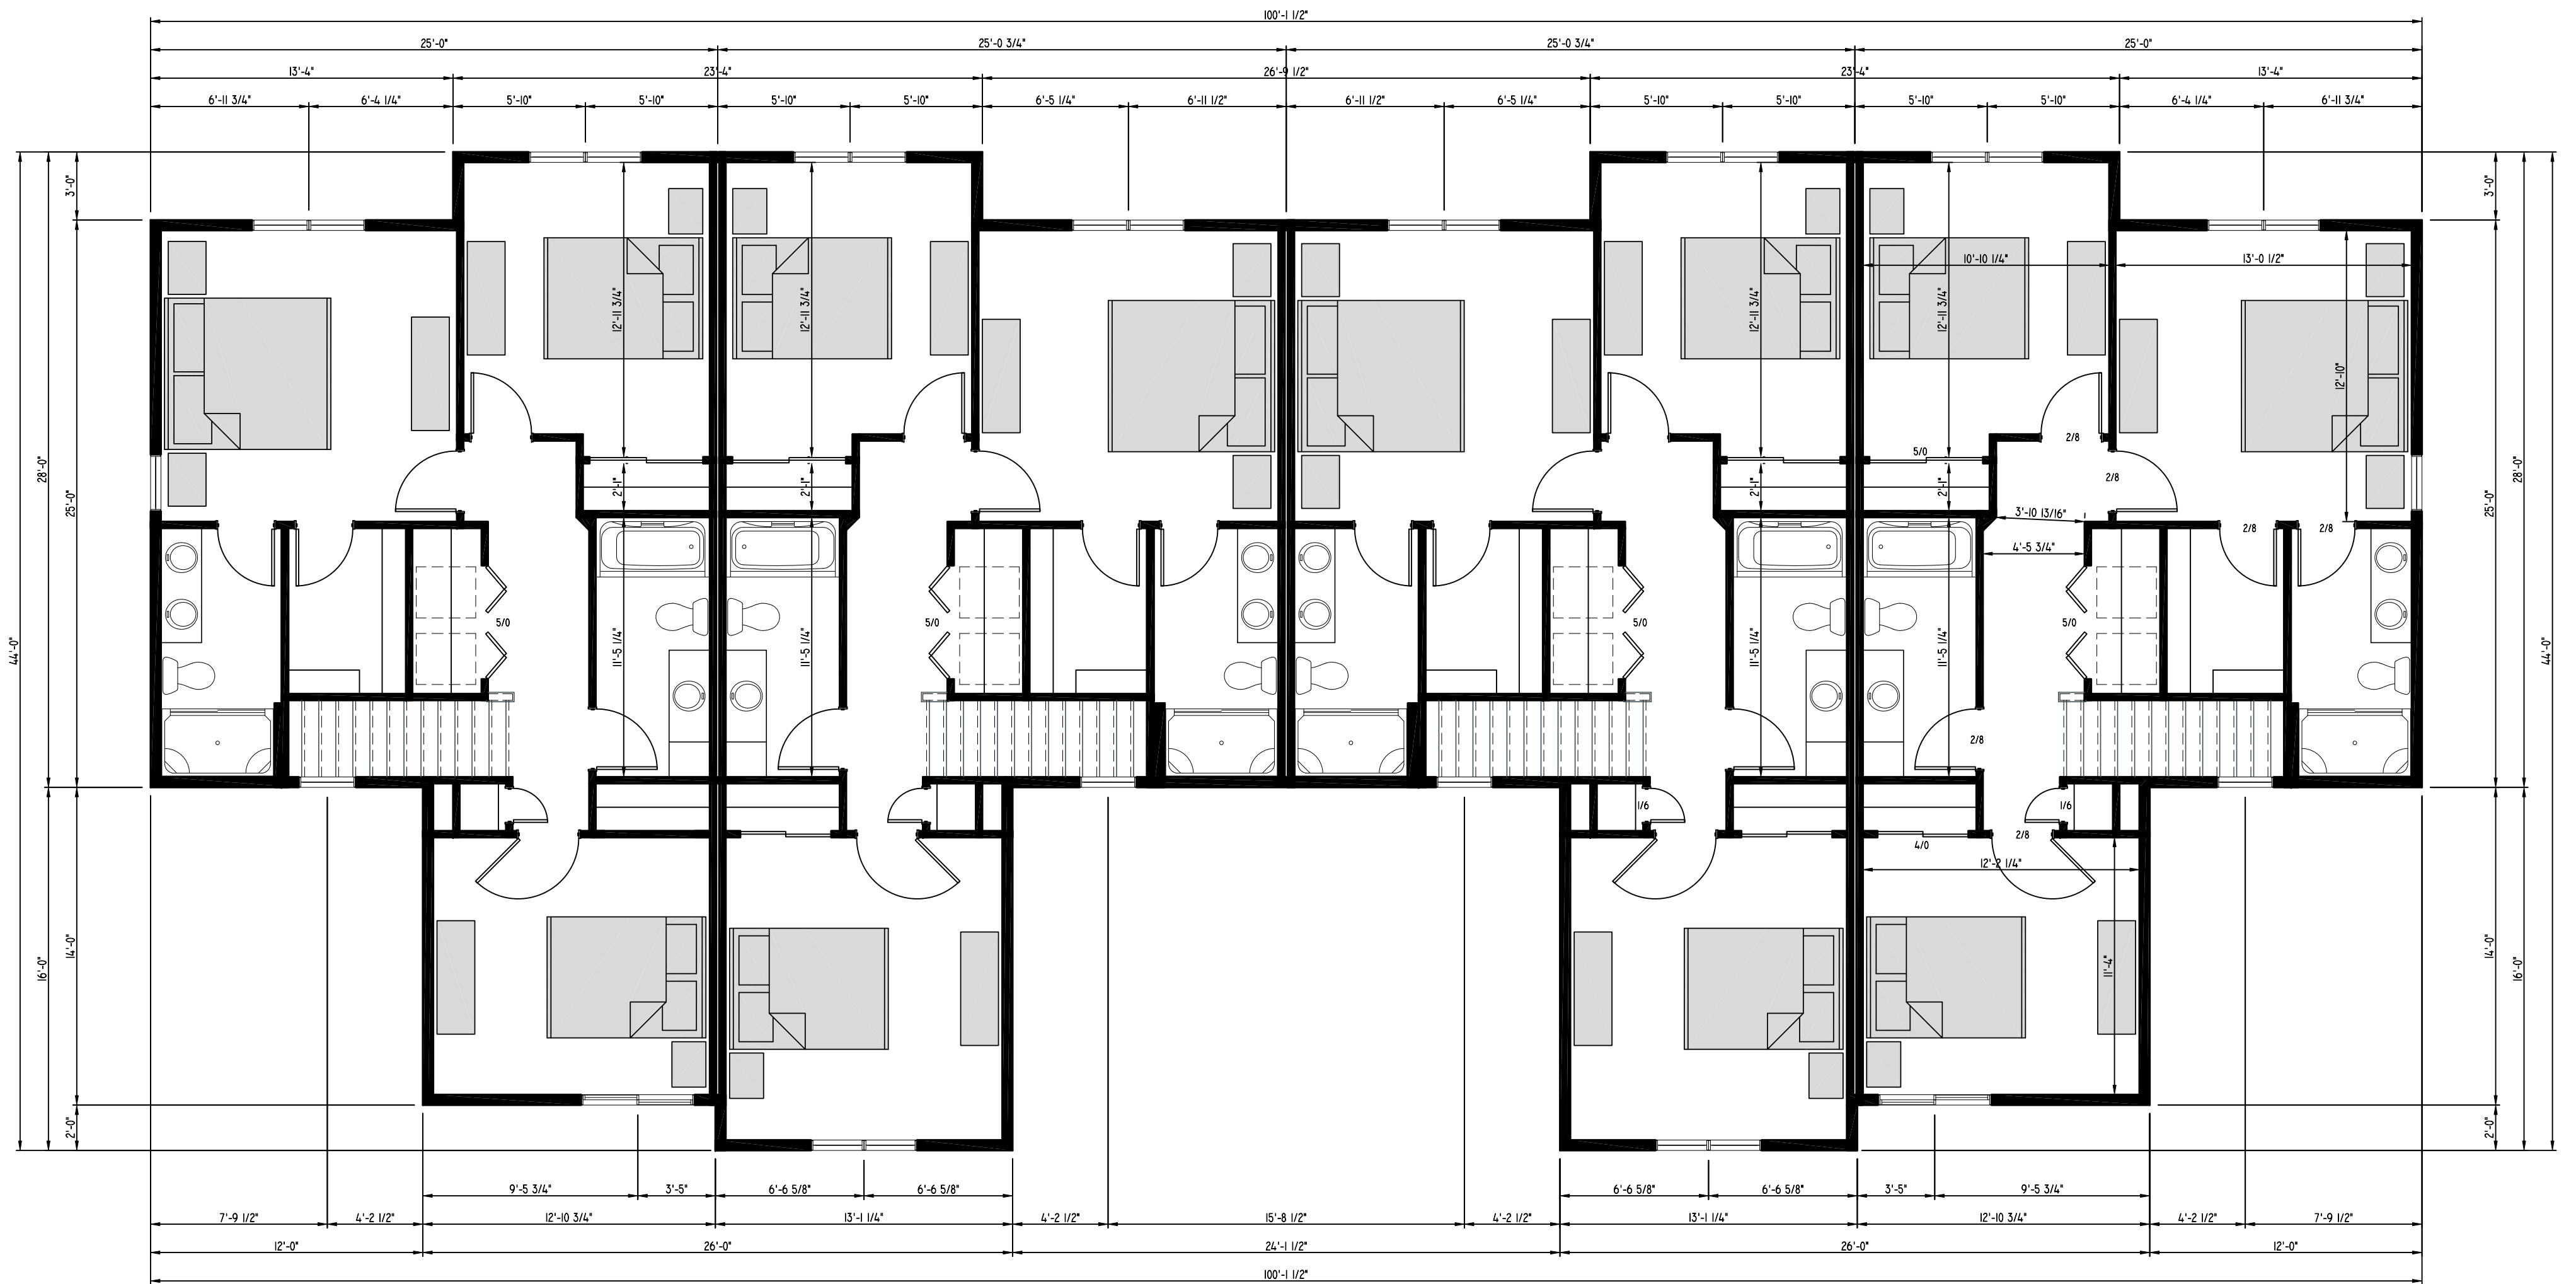 100'-1 1/2"
25'-0" 25'-0 3/4" 25'-0 3/4" 25'-0"
13'-4" 23'-4" 26'-9 1/2" 23'-4" 13'-4"
6'-11 3/4" 6'-4 1/4" 5'-10" 5'-10" 5'-10" 5'-10" 6'-5 1/4" 6'-11 1/2" 6'-11 1/2" 6'-5 1/4" 5'-10" 5'-10" 5'-10" 5'-10" 6'-4 1/4" 6'-11 3/4"
3'-0" 3'-0"
10'-10 1/4" 13'-0 1/2"
12'-11 3/4" 12'-11 3/4" 12'-11 3/4" 12'-11 3/4"
12'-10"
2/8
5/0
28'-0" 2/8 28'-0"
2'-1" 2'-1" 2'-1" 2'-1"
25'-0" 25'-0"
3'-10 13/16"
2/8 2/8
4'-5 3/4"
5/0 5/0 5/0 5/0
44'-0" 11'-5 1/4" 11'-5 1/4" 11'-5 1/4" 11'-5 1/4" 44'-0"
2/8
1/6 1/6
2/8
4/0
12'-2 1/4"
14'-0" 14'-0"
16'-0" 11'-4" 16'-0"
2'-0" 2'-0"
9'-5 3/4" 3'-5" 6'-6 5/8" 6'-6 5/8" 6'-6 5/8" 6'-6 5/8" 3'-5" 9'-5 3/4"
7'-9 1/2" 4'-2 1/2" 12'-10 3/4" 13'-1 1/4" 4'-2 1/2" 15'-8 1/2" 4'-2 1/2" 13'-1 1/4" 12'-10 3/4" 4'-2 1/2" 7'-9 1/2"
12'-0" 26'-0" 24'-1 1/2" 26'-0" 12'-0"
100'-1 1/2"